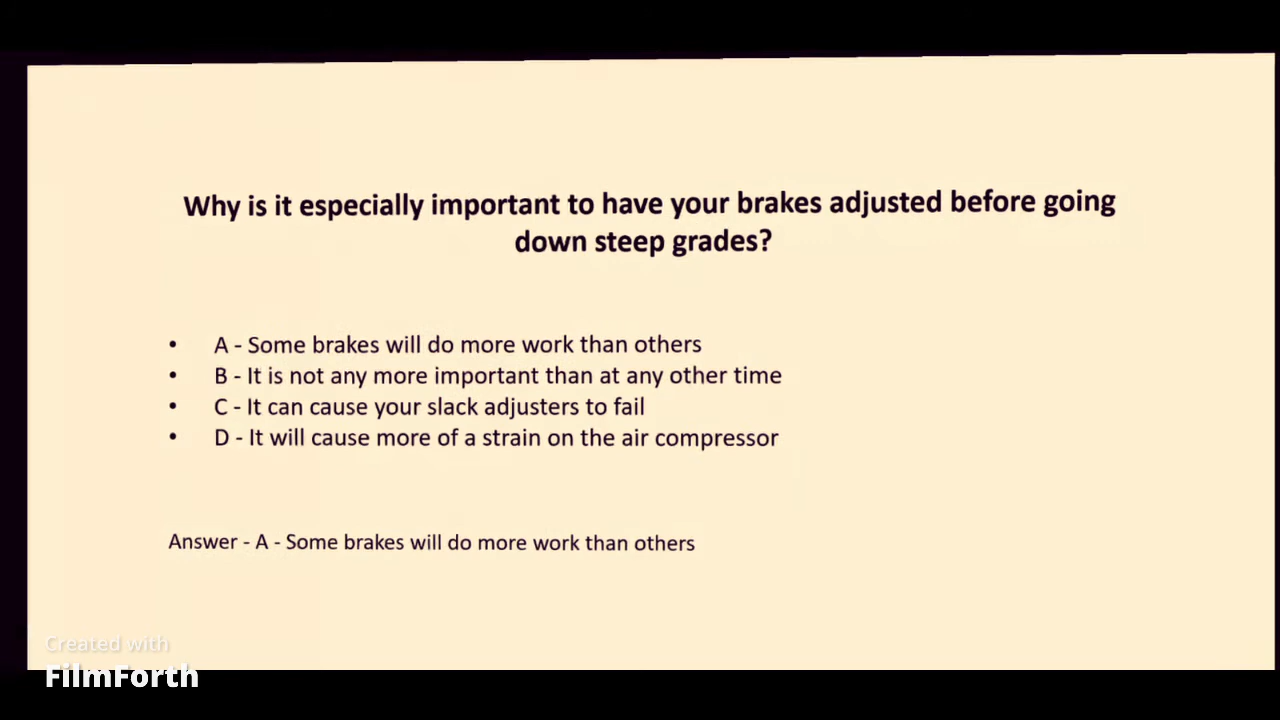 Why is it especially important to have your brakes adjusted before going
down steep grades?
• A - Some brakes will do more work than others
• B - It is not any more important than at any other time
• C - It can cause your slack adjusters to fail
• D - It will cause more of a strain on the air compressor
Answer - A - Some brakes will do more work than others
Created with
FilmForth